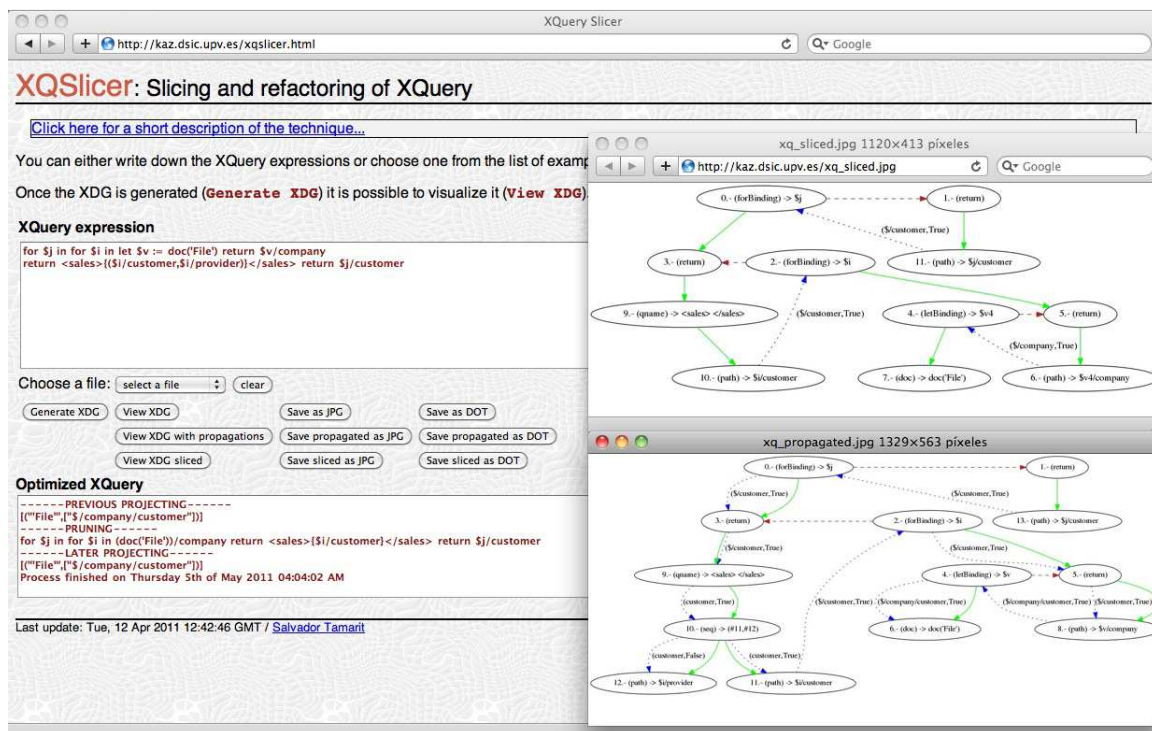 XQuery Slicer
http://kaz.dsic.upv.es/xqslicer.html
Google
XQSlicer: Slicing and refactoring of XQuery
Click here for a short description of the technique...
You can either write down the XQuery expressions or choose one from the list of examp
Once the XDG is generated (Generate XDG) it is possible to visualize it (View XDG)
XQuery expression
for $j in for $i in let $v := doc('File') return $v/company
return <sales>{($i/customer,$i/provider)}</sales> return $j/customer
Choose a file: select a file clear
Generate XDG View XDG Save as JPG Save as DOT
View XDG with propagations Save propagated as JPG Save propagated as DOT
View XDG sliced Save sliced as JPG Save sliced as DOT
Optimized XQuery
------PREVIOUS PROJECTING------
[("'File'",["$/company/customer"])]
------PRUNING------
for $j in for $i in (doc('File'))/company return <sales>{$i/customer}</sales> return $j/customer
------LATER PROJECTING------
[("'File'",["$/company/customer"])]
Process finished on Thursday 5th of May 2011 04:04:02 AM
Last update: Tue, 12 Apr 2011 12:42:46 GMT / Salvador Tamarit
xq_sliced.jpg 1120×413 píxeles
http://kaz.dsic.upv.es/xq_sliced.jpg
Google
0.- (forBinding) -> $j
1.- (return)
($/customer,True)
3.- (return)
2.- (forBinding) -> $i
11.- (path) -> $j/customer
9.- (qname) -> <sales> </sales>
($/customer,True)
4.- (letBinding) -> $v4
5.- (return)
($/company,True)
10.- (path) -> $i/customer
7.- (doc) -> doc('File')
6.- (path) -> $v4/company
xq_propagated.jpg 1329×563 píxeles
0.- (forBinding) -> $j
1.- (return)
($/customer,True)
($/customer,True)
3.- (return)
2.- (forBinding) -> $i
13.- (path) -> $j/customer
($/customer,True)
($/customer,True)
9.- (qname) -> <sales> </sales>
4.- (letBinding) -> $v
5.- (return)
(customer,True)
($/customer,True)
($/company/customer,True)
($/company/customer,True)
($/customer,True)
10.- (seq) -> (#11,#12)
6.- (doc) -> doc('File')
8.- (path) -> $v/company
(customer,False)
(customer,True)
12.- (path) -> $i/provider
11.- (path) -> $i/customer